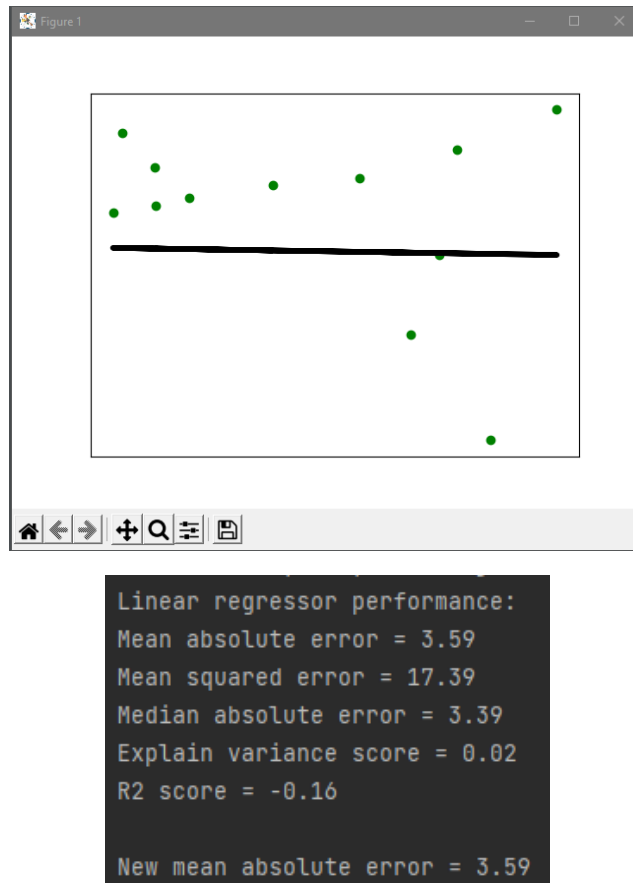 Figure 1
Linear regressor performance:
Mean absolute error = 3.59
Mean squared error = 17.39
Median absolute error = 3.39
Explain variance score = 0.02
R2 score = -0.16
New mean absolute error = 3.59